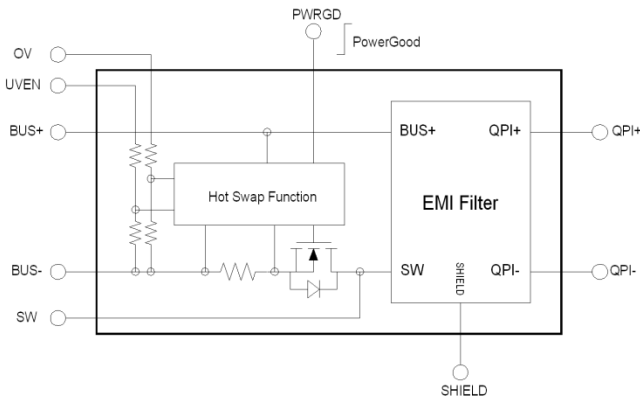 PWRGD
PowerGood
OV
UVEN
BUS+
BUS+
QPI+
QPI+
Hot Swap Function
EMI Filter
BUS-
SW
QPI-
QPI-
SHIELD
SW
SHIELD